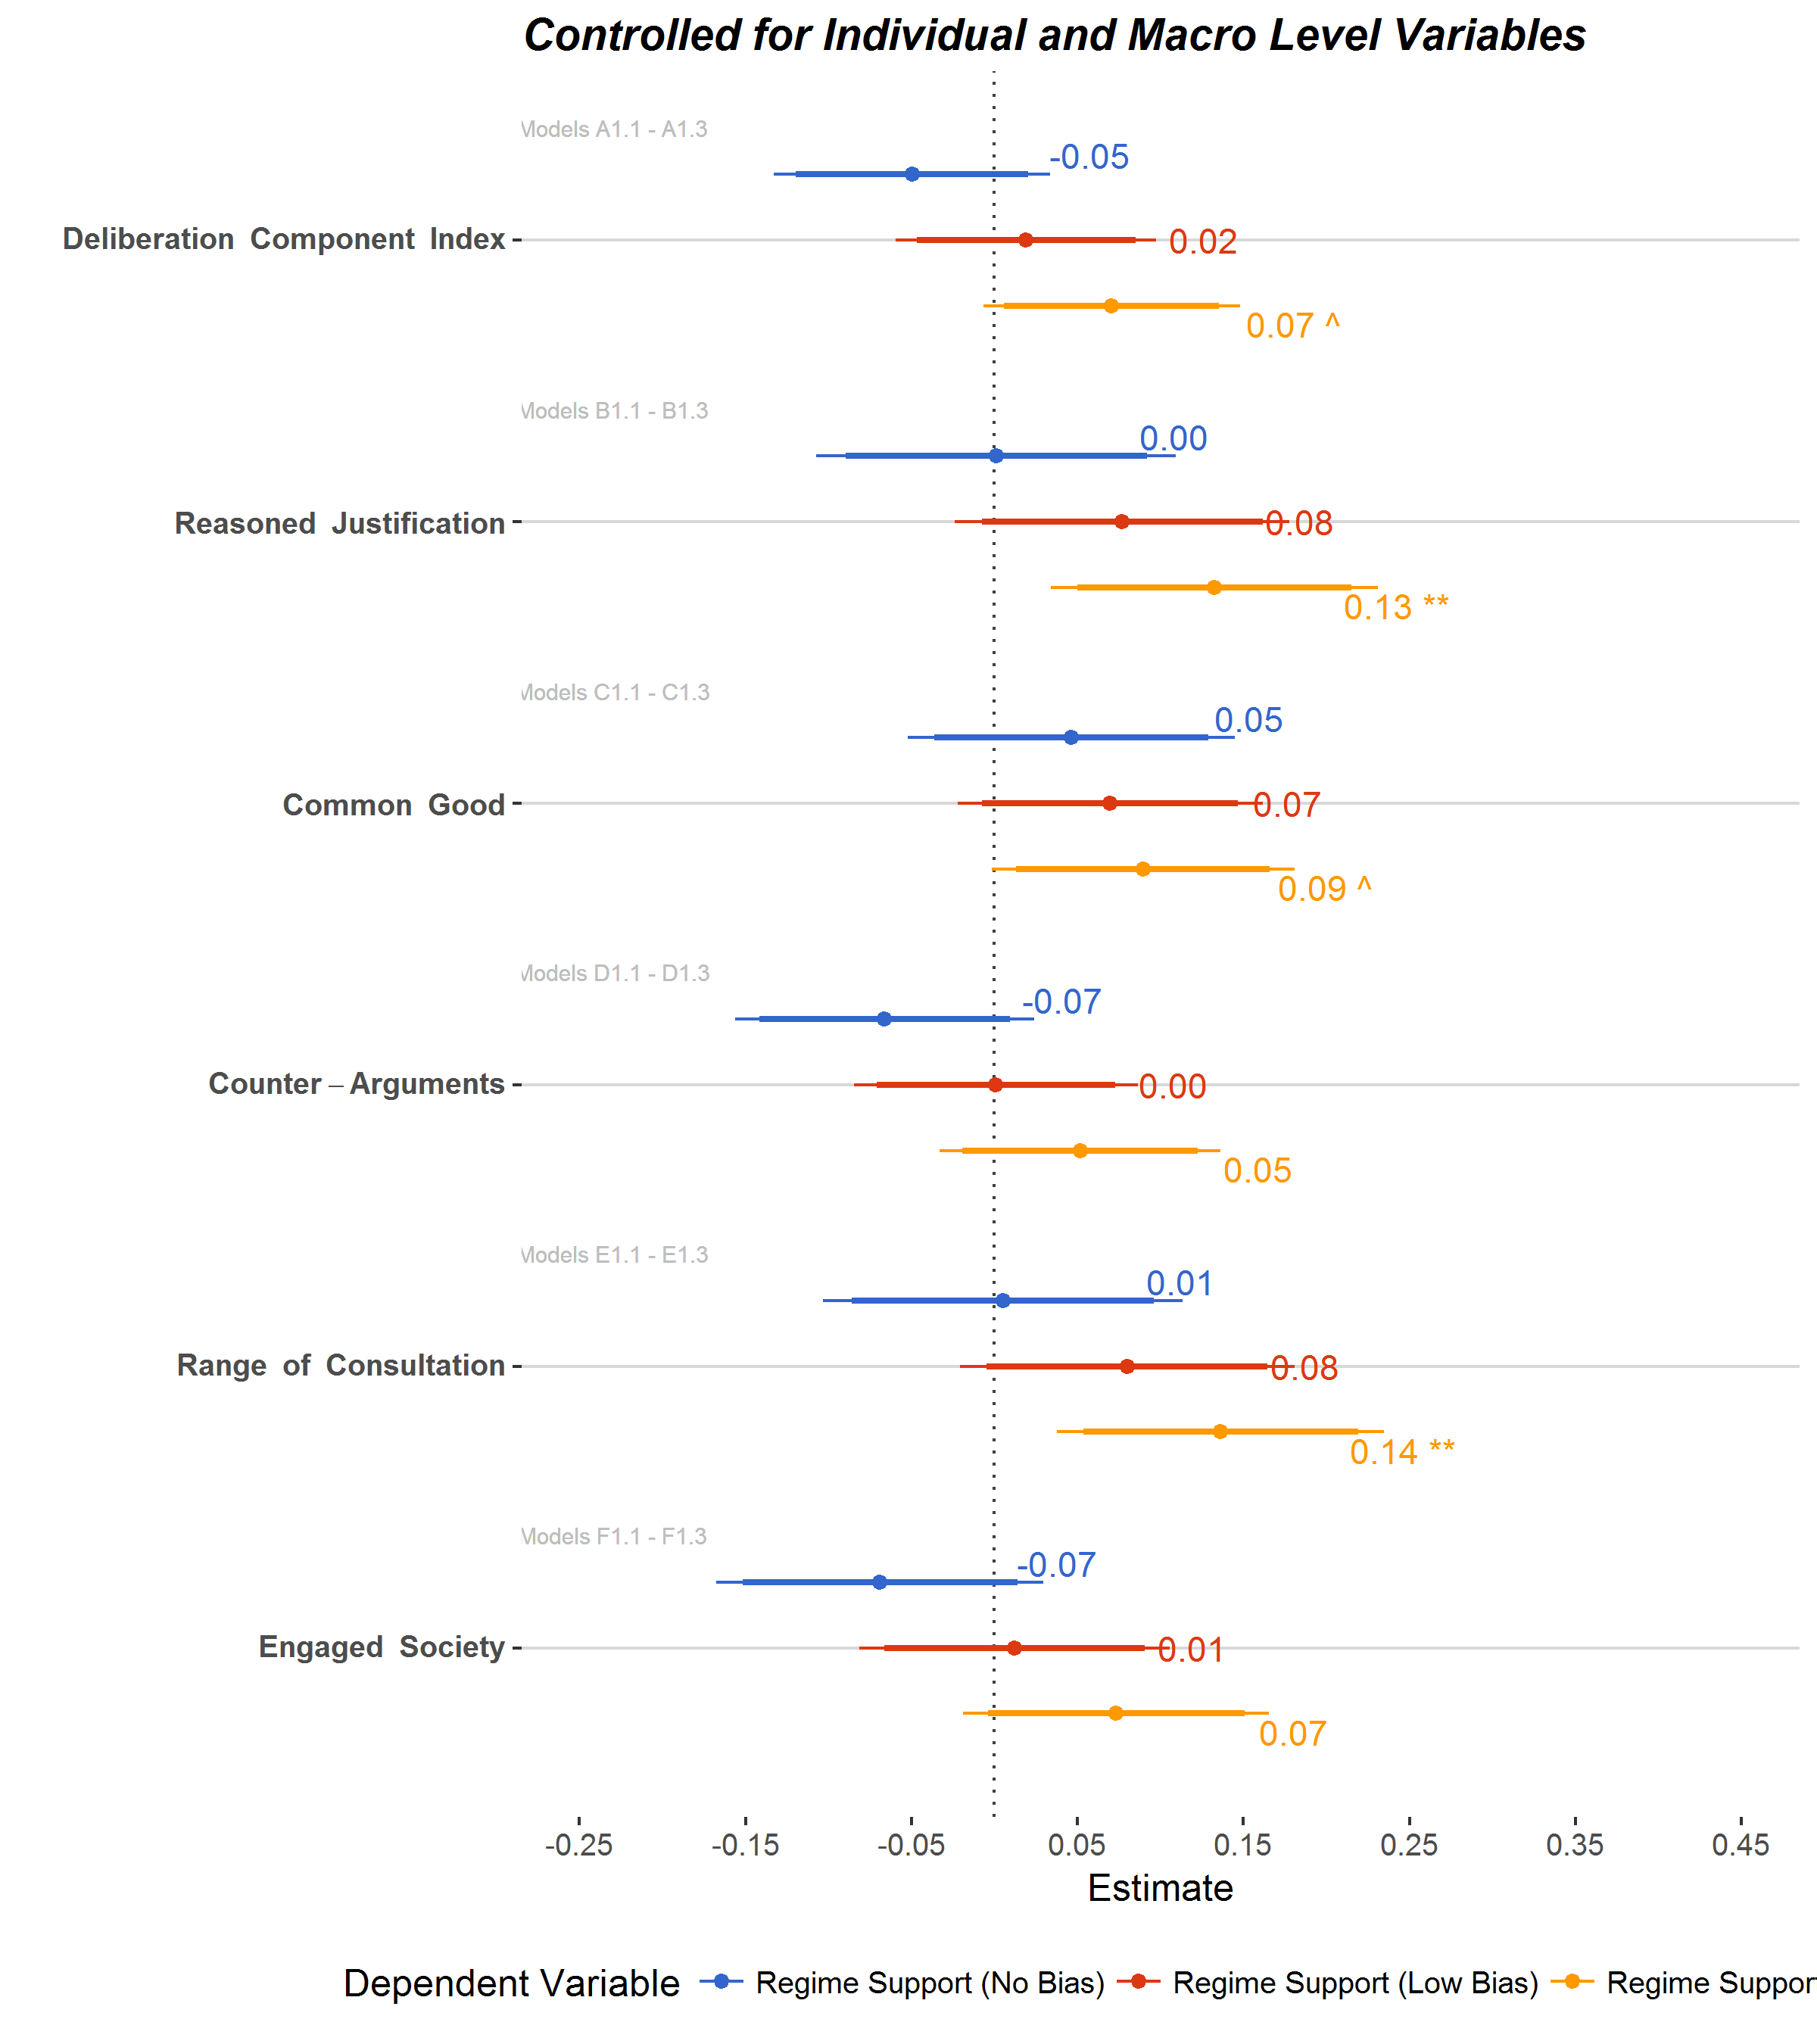 Controlled for Individual and Macro Level Variables
Models A1.1 - A1.3
-0.05
Deliberation Component Index
0.02
0.07 ^
Models B1.1 - B1.3
0.00
Reasoned Justification
0.08
0.13 **
Models C1.1 - C1.3
0.05
Common Good
0.07
0.09 ^
Models D1.1 - D1.3
-0.07
Counter – Arguments
0.00
0.05
Models E1.1 - E1.3
0.01
Range of Consultation
0.08
0.14 **
Models F1.1 - F1.3
-0.07
Engaged Society
0.01
0.07
-0.25 -0.15 -0.05 0.05 0.15 0.25 0.35 0.45
Estimate
Dependent Variable Regime Support (No Bias) Regime Support (Low Bias) Regime Support